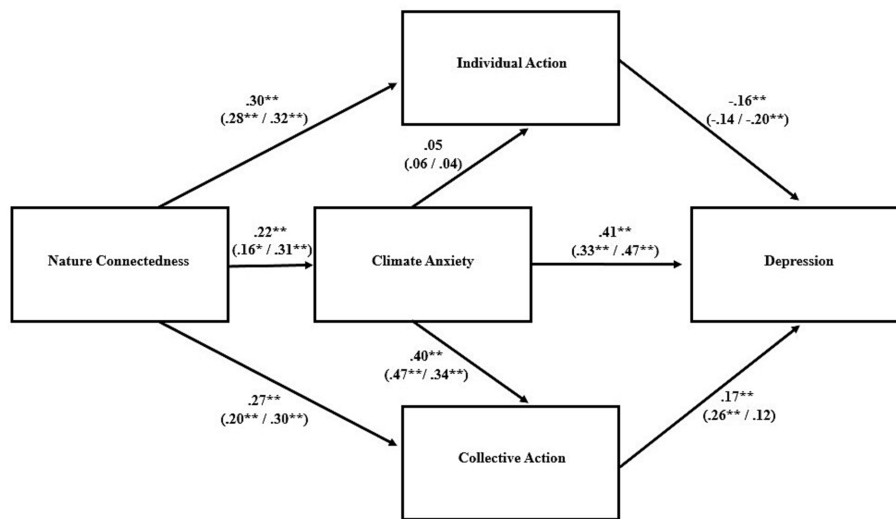 Individual Action
.30**
(.28** / .32**)
-.16**
(-.14 / -.20**)
.05
(.06 / .04)
Nature Connectedness
.22**
(.16* / .31**)
Climate Anxiety
.41**
(.33** / .47**)
Depression
.40**
(.47**/ .34**)
.27**
(.20** / .30**)
.17**
(.26** / .12)
Collective Action